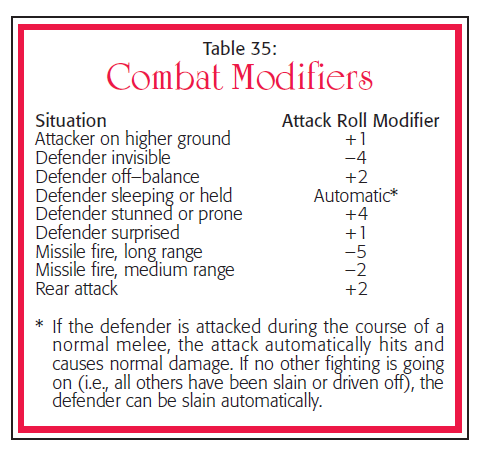 Table 35:
Combat Modifiers
Situation Attack Roll Modifier
Attacker on higher ground +1
Defender invisible –4
Defender off–balance +2
Defender sleeping or held Automatic*
Defender stunned or prone +4
Defender surprised +1
Missile fire, long range –5
Missile fire, medium range –2
Rear attack +2
* If the defender is attacked during the course of a
normal melee, the attack automatically hits and
causes normal damage. If no other fighting is going
on (i.e., all others have been slain or driven off), the
defender can be slain automatically.